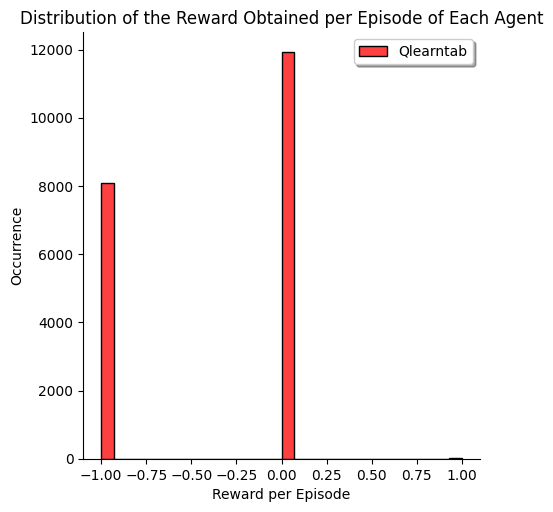 Distribution of the Reward Obtained per Episode of Each Agent
Qlearntab
12000
10000
8000
6000
4000
2000
0
Occurrence
−1.00 −0.75 −0.50 −0.25 0.00 0.25 0.50 0.75 1.00
Reward per Episode